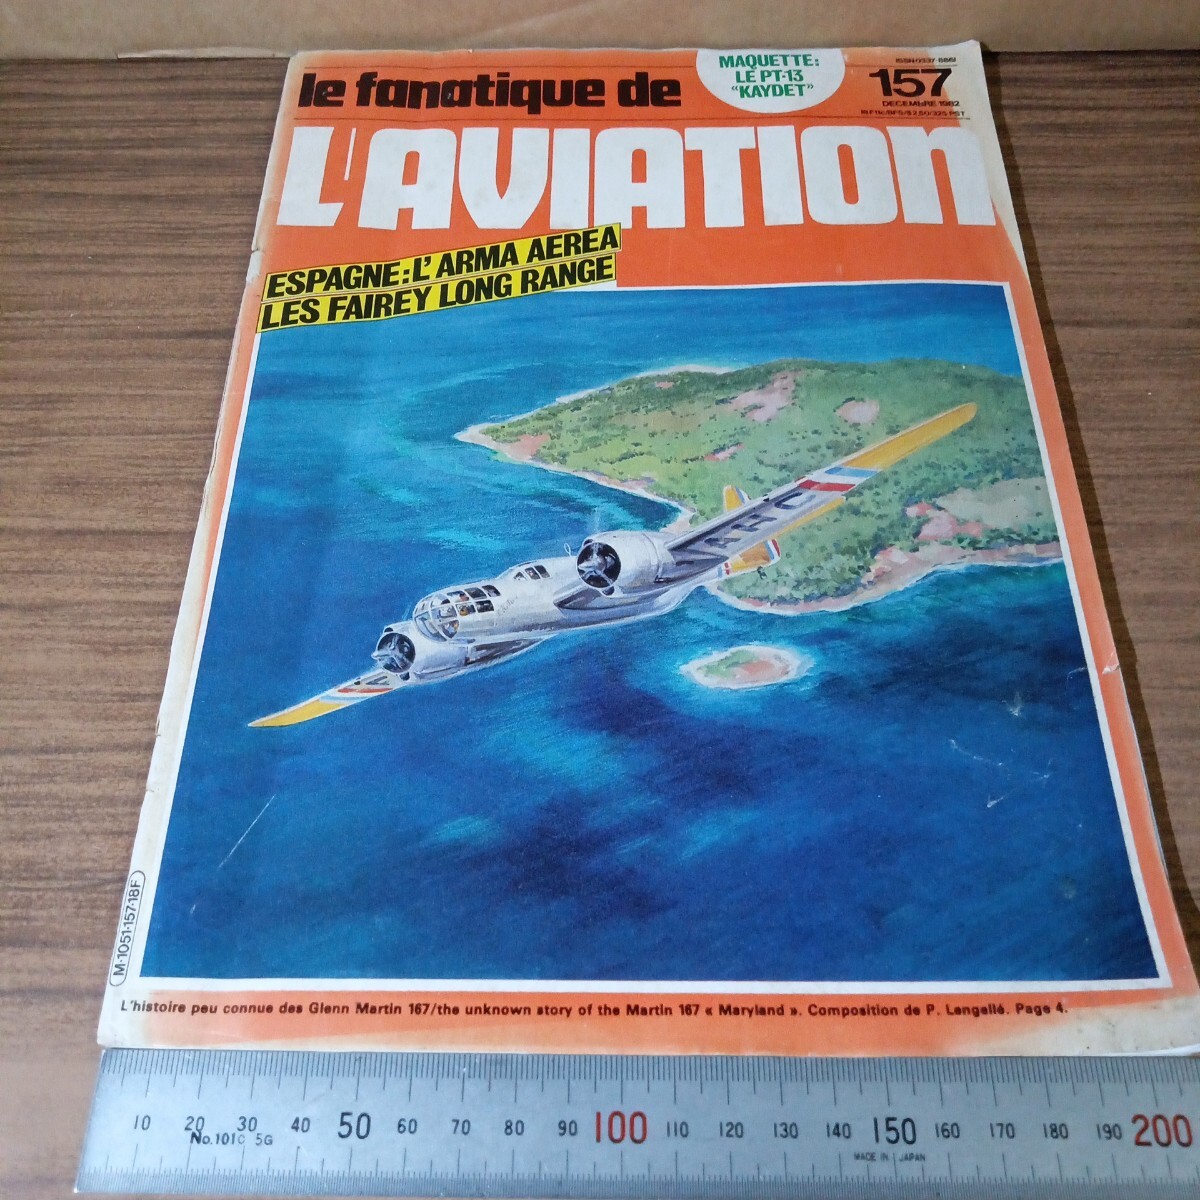 le fanatique de
MAQUETTE:
LE PT-13
«KAYDET»
157
DECEMBRE 1982
L'AVIATION
ESPAGNE: L'ARMA AEREA
LES FAIREY LONG RANGE
M-1051-157-18F
L'histoire peu connue des Glenn Martin 167/the unknown story of the Martin 167 « Maryland ». Composition de P. Lengellé. Page 4.
10 20 30 40 50 60 70 80 90 100 110 120 130 140 150 160 170 180 190 200
No.101C 5G
MADE IN JAPAN